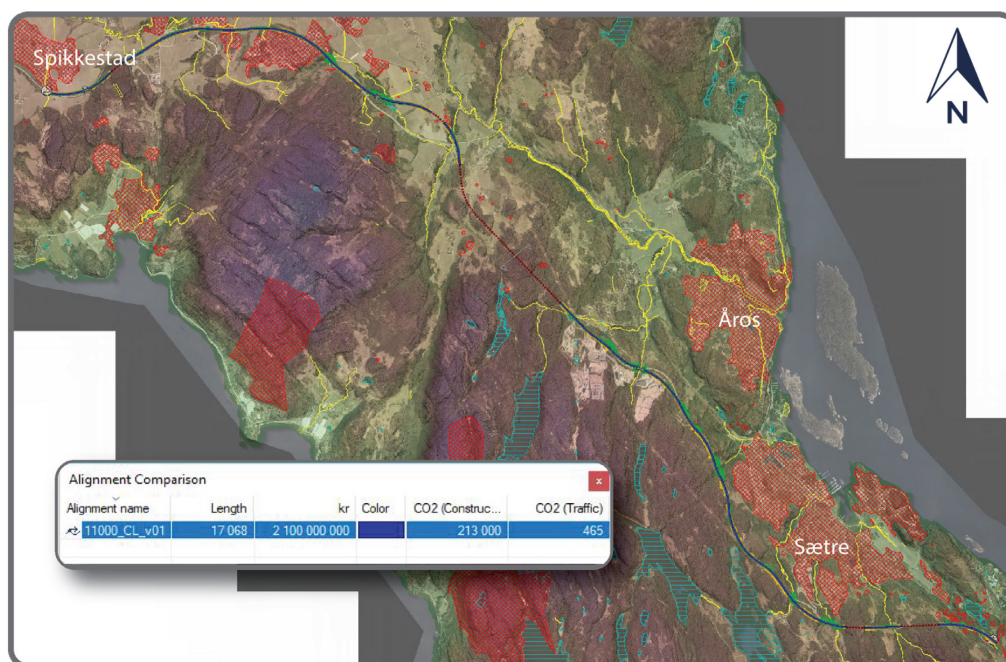 Spikkestad
N
Åros
Sætre
Alignment Comparison
x
Alignment name Length kr Color CO2 (Construc... CO2 (Traffic)
11000_CL_v01 17 068 2 100 000 000 213 000 465